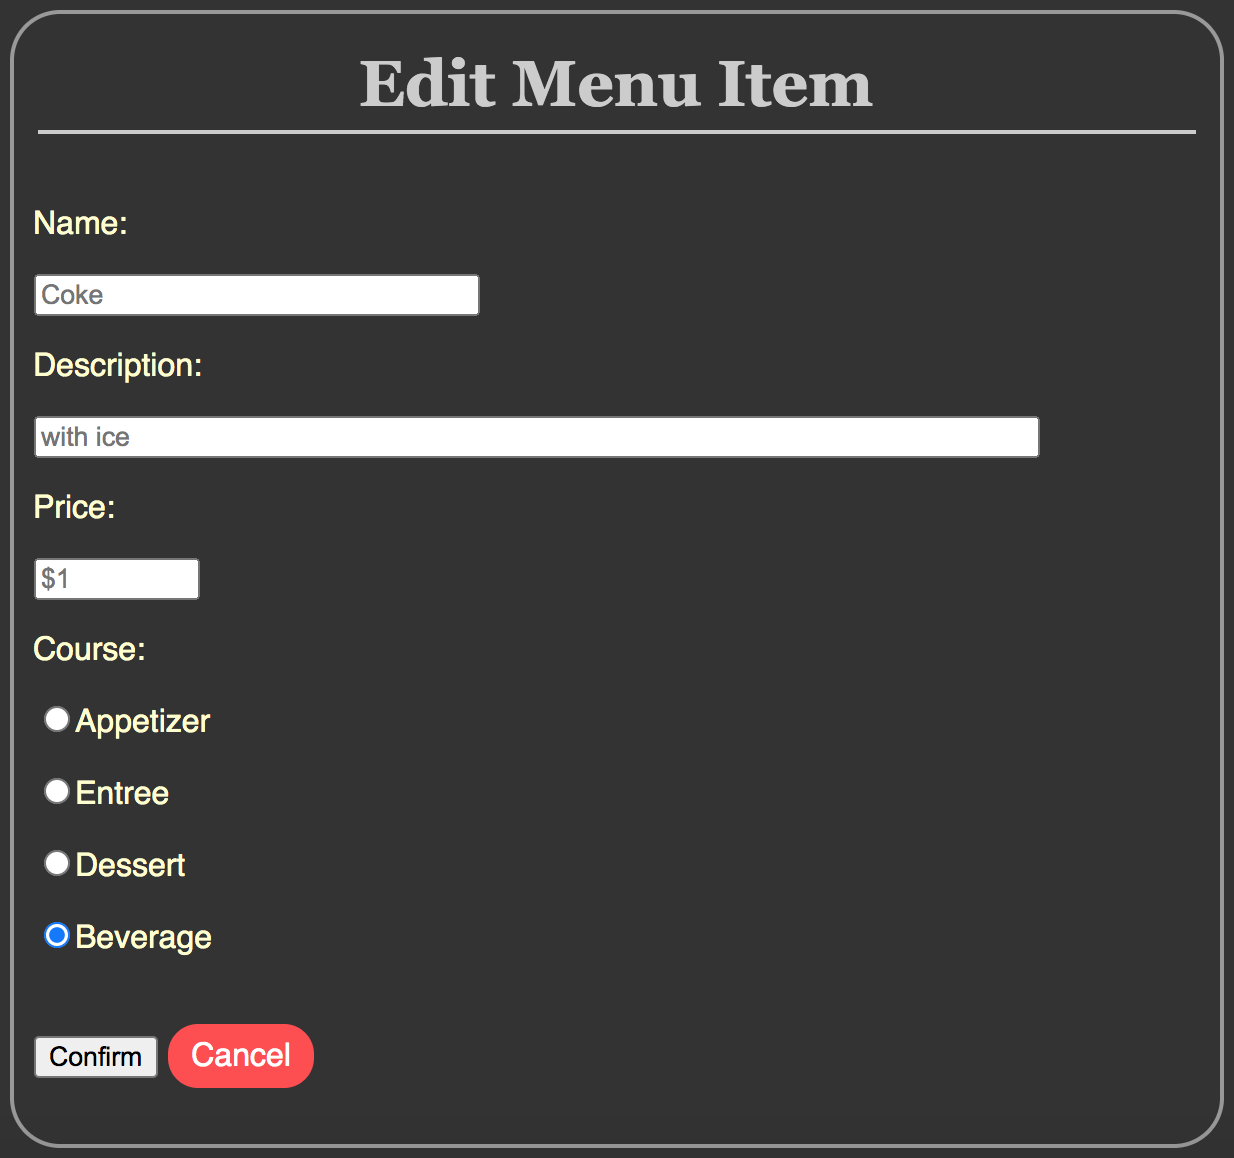 Edit Menu Item
Name:
Coke
Description:
with ice
Price:
$1
Course:
Appetizer
Entree
Dessert
Beverage
Confirm Cancel